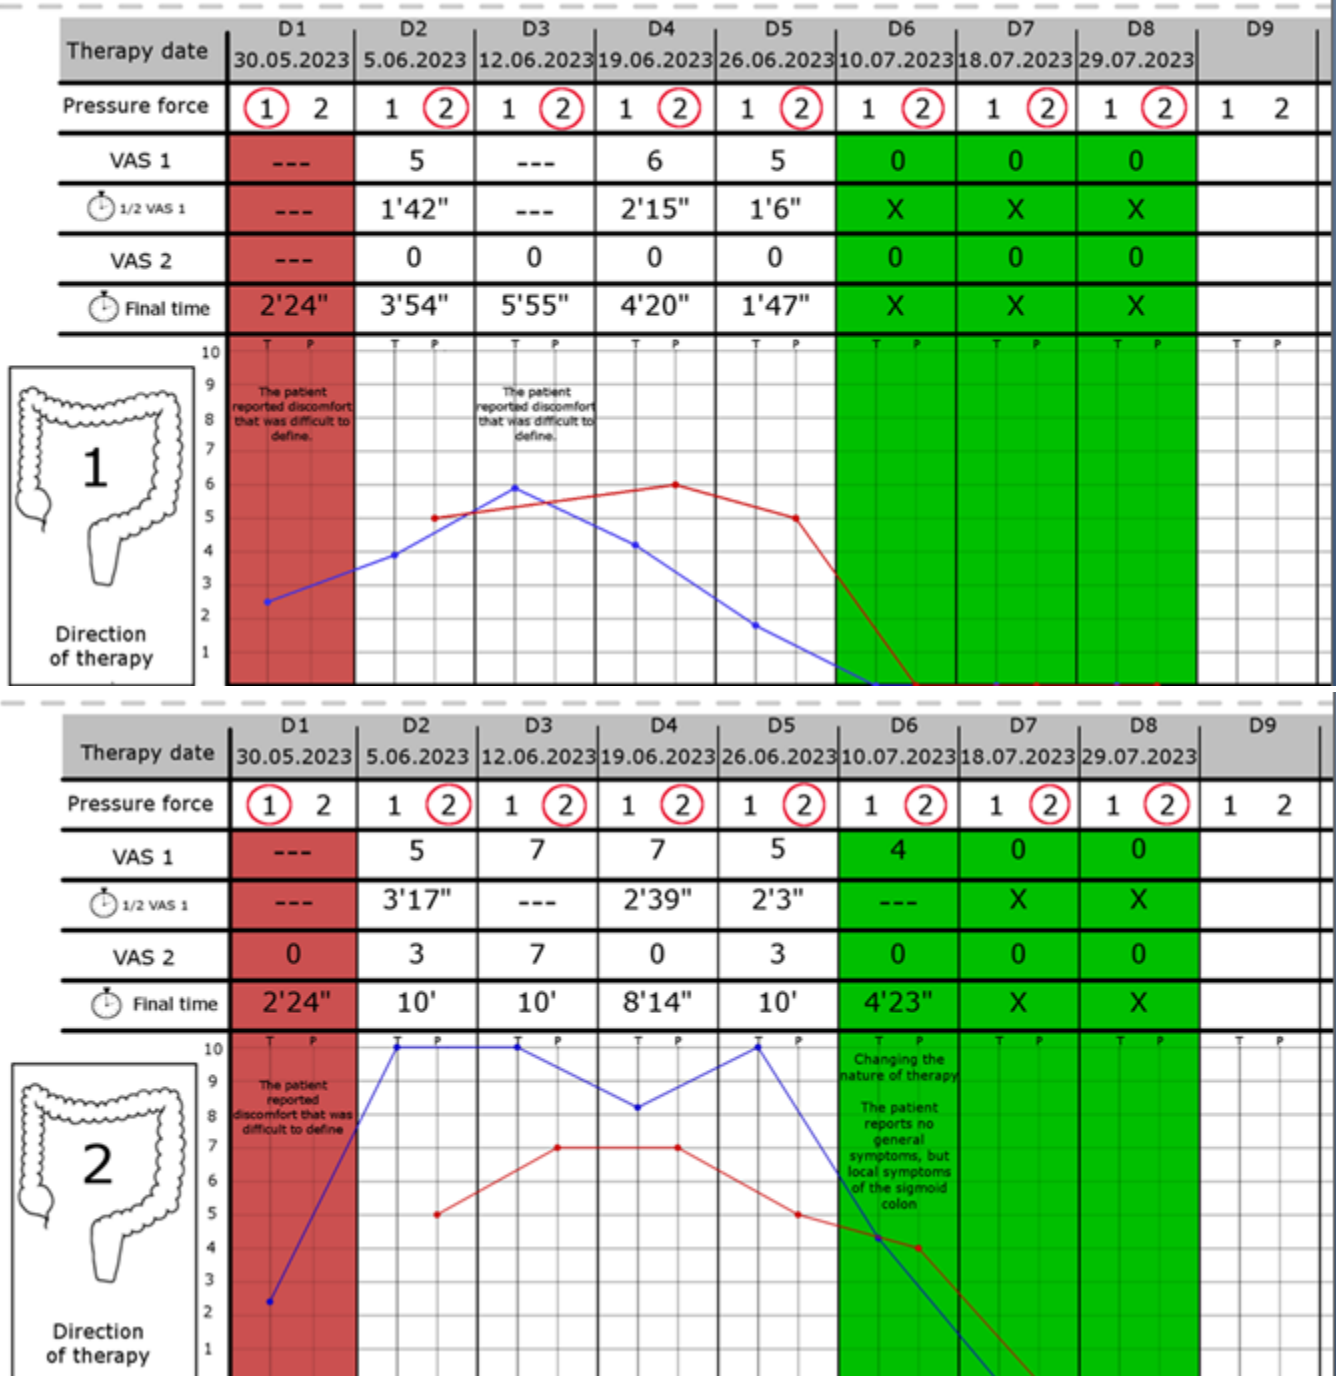 D1 D2 D3 D4 D5 D6 D7 D8 D9
Therapy date 30.05.2023 5.06.2023 12.06.2023 19.06.2023 26.06.2023 10.07.2023 18.07.2023 29.07.2023
Pressure force 1 2 1 2 1 2 1 2 1 2 1 2 1 2 1 2 1 2
VAS 1 --- 5 --- 6 5 0 0 0
1/2 VAS 1 --- 1'42" --- 2'15" 1'6" X X X
VAS 2 --- 0 0 0 0 0 0 0
Final time 2'24" 3'54" 5'55" 4'20" 1'47" X X X
T P T P T P T P T P T P T P T P T P
10
9
8
7
6
5
4
3
2
1
The patient
reported discomfort
that was difficult to
define.
The patient
reported discomfort
that was difficult to
define.
1
Direction
of therapy
D1 D2 D3 D4 D5 D6 D7 D8 D9
Therapy date 30.05.2023 5.06.2023 12.06.2023 19.06.2023 26.06.2023 10.07.2023 18.07.2023 29.07.2023
Pressure force 1 2 1 2 1 2 1 2 1 2 1 2 1 2 1 2 1 2
VAS 1 --- 5 7 7 5 4 0 0
1/2 VAS 1 --- 3'17" --- 2'39" 2'3" --- X X
VAS 2 0 3 7 0 3 0 0 0
Final time 2'24" 10' 10' 8'14" 10' 4'23" X X
T P T P T P T P T P T P T P T P T P
10
9
8
7
6
5
4
3
2
1
The patient
reported
discomfort that was
difficult to define
Changing the
nature of therapy
The patient
reports no
general
symptoms, but
local symptoms
of the sigmoid
colon
2
Direction
of therapy